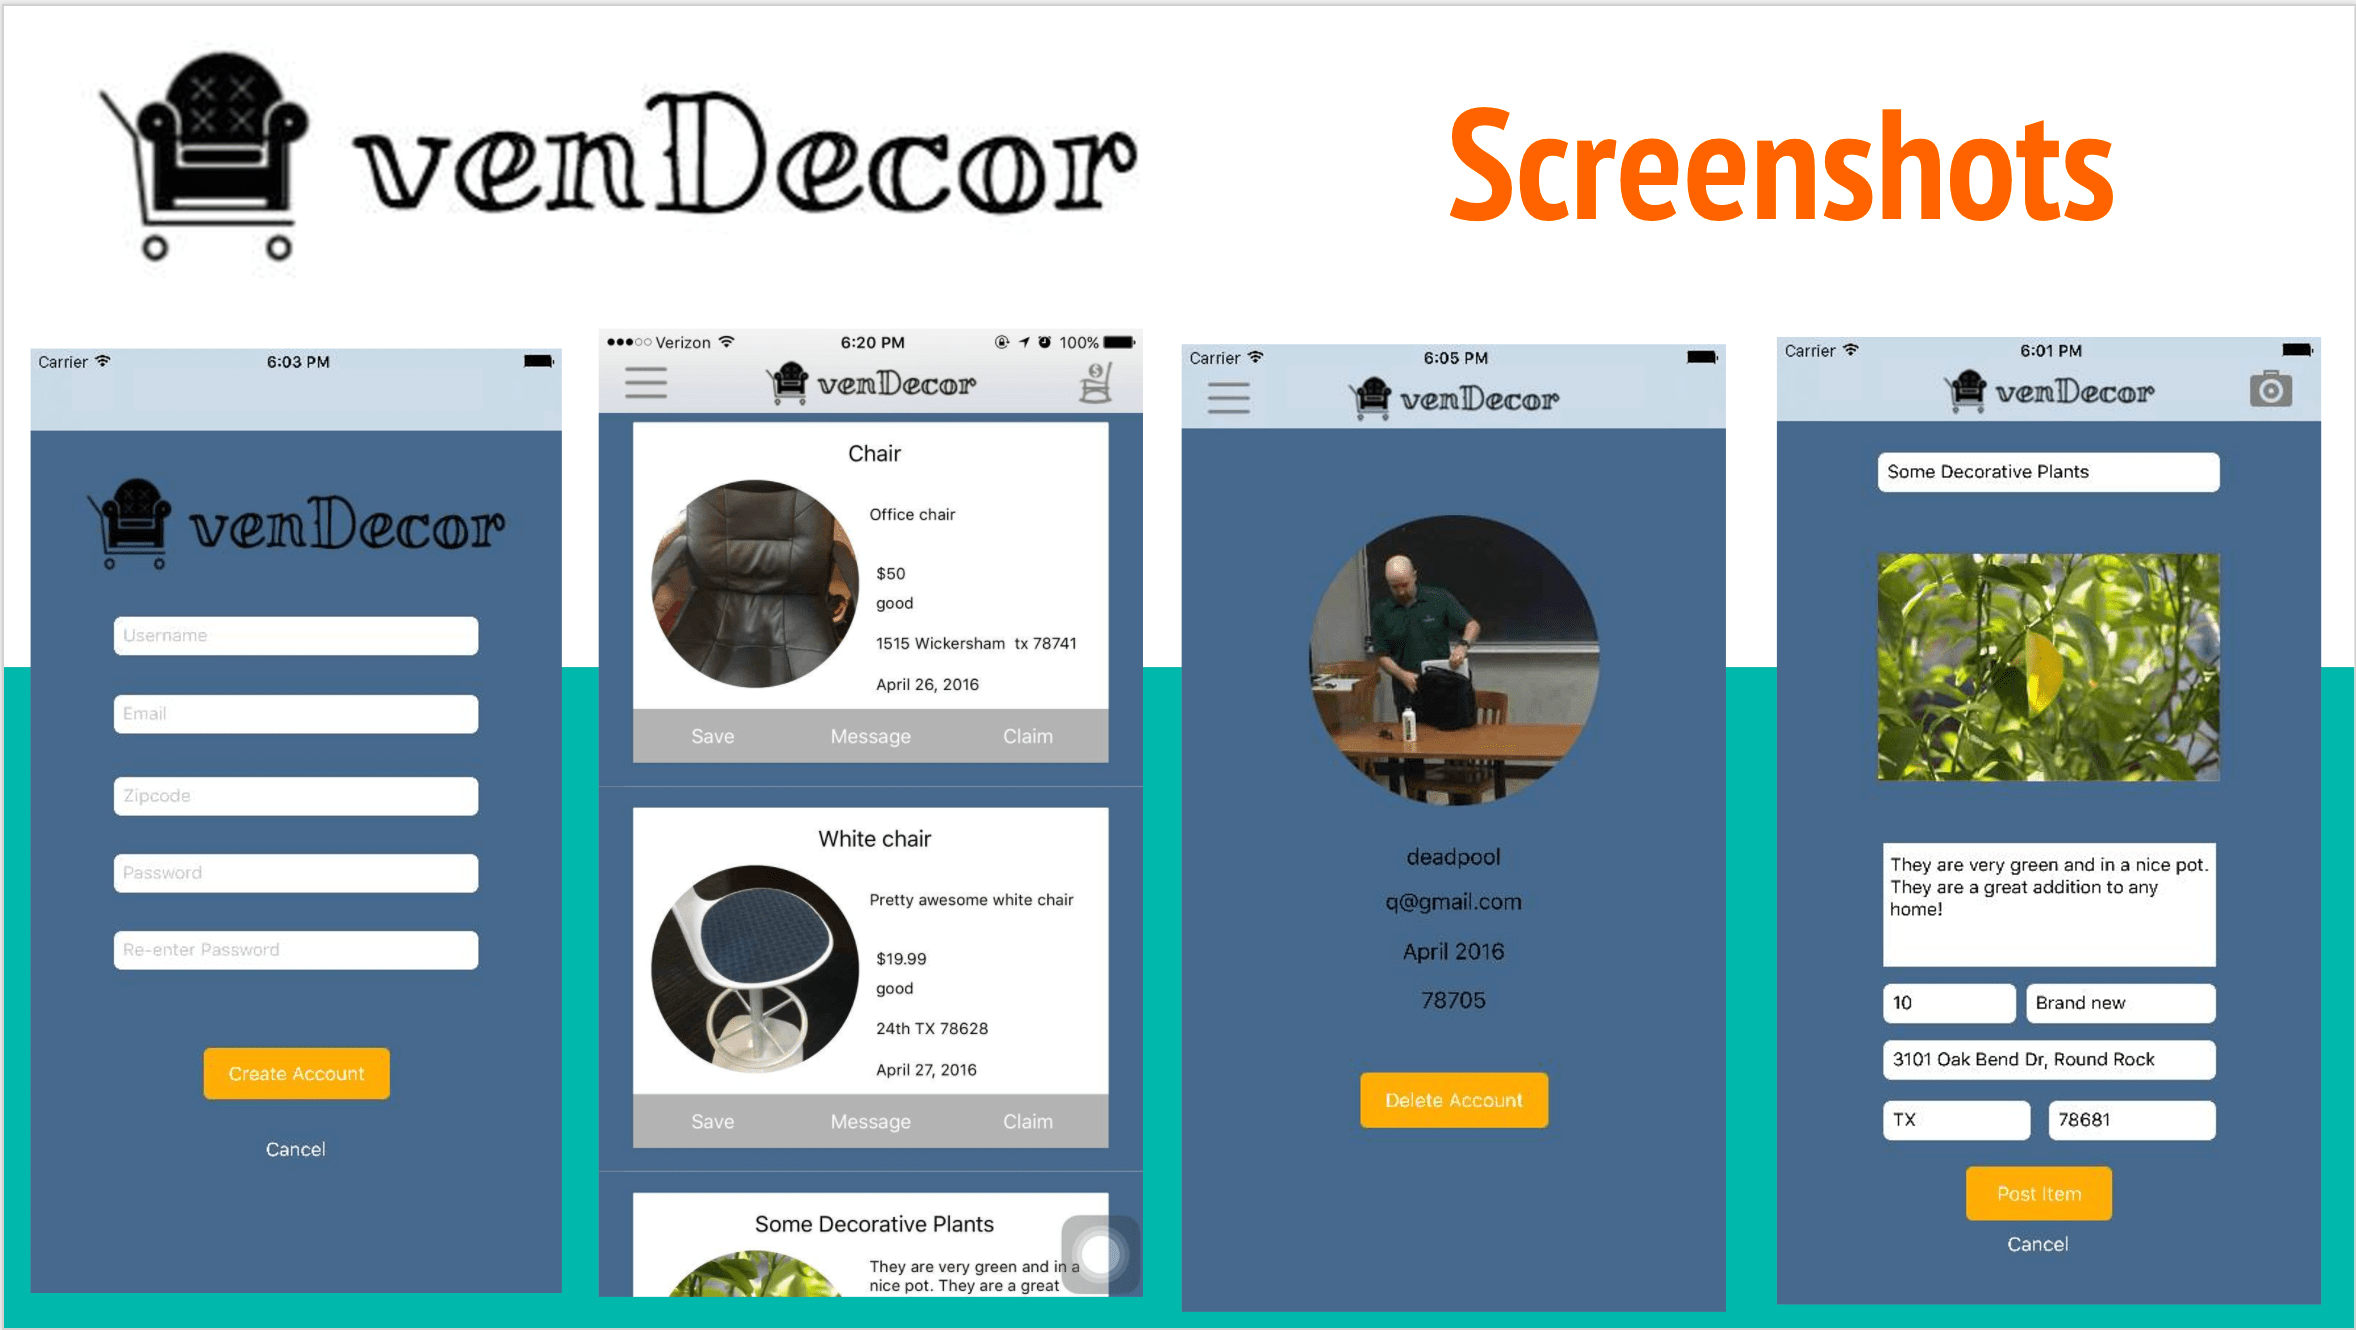 venDecor
Screenshots
Carrier 6:03 PM
venDecor
Username
Email
Zipcode
Password
Re-enter Password
Create Account
Cancel
Verizon 6:20 PM 100%
venDecor
Chair
Office chair
$50
good
1515 Wickersham tx 78741
April 26, 2016
Save Message Claim
White chair
Pretty awesome white chair
$19.99
good
24th TX 78628
April 27, 2016
Save Message Claim
Some Decorative Plants
They are very green and in a
nice pot. They are a great
Carrier 6:05 PM
venDecor
deadpool
q@gmail.com
April 2016
78705
Delete Account
Carrier 6:01 PM
venDecor
Some Decorative Plants
They are very green and in a nice pot.
They are a great addition to any
home!
10 Brand new
3101 Oak Bend Dr, Round Rock
TX 78681
Post Item
Cancel